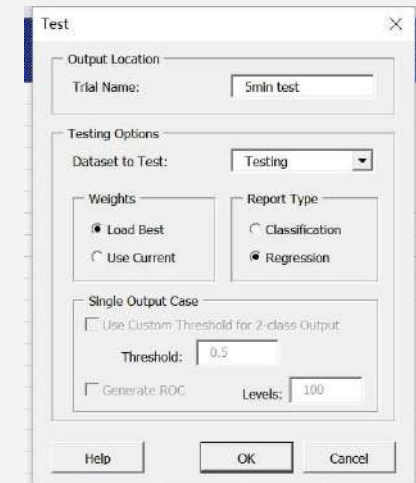 Test
Output Location
Trial Name: 5min test
Testing Options
Dataset to Test: Testing
Weights
Load Best
Use Current
Report Type
Classification
Regression
Single Output Case
Use Custom Threshold for 2-class Output
Threshold: 0.5
Generate ROC Levels: 100
Help OK Cancel